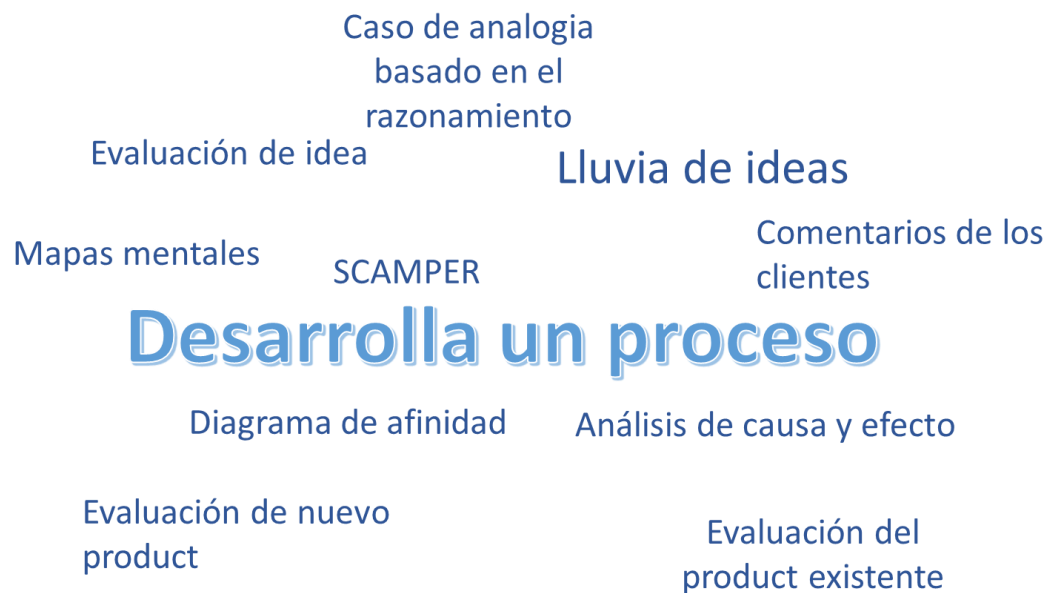 Caso de analogia
basado en el
razonamiento
Evaluación de idea
Lluvia de ideas
Comentarios de los
clientes
Mapas mentales
SCAMPER
Desarrolla un proceso
Diagrama de afinidad
Análisis de causa y efecto
Evaluación de nuevo
product
Evaluación del
product existente